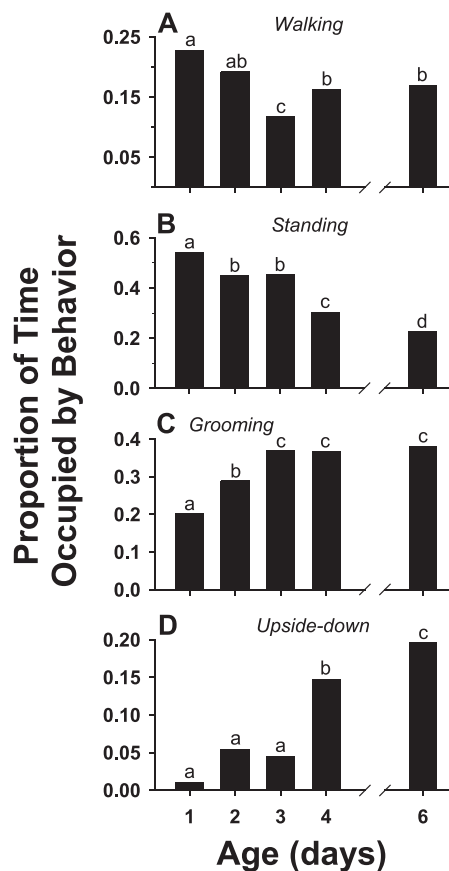 A Walking
0.25
0.15
0.05
a
ab
c
b
b
B Standing
0.6
0.4
0.2
0.0
a
b
b
c
d
C Grooming
0.4
0.3
0.2
0.1
0.0
a
b
c
c
c
D Upside-down
0.20
0.15
0.10
0.05
0.00
a
a
a
b
c
1 2 3 4 6
Age (days)
Proportion of Time
Occupied by Behavior